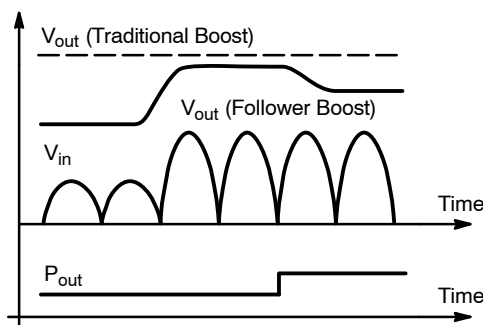 Vout (Traditional Boost)
Vout (Follower Boost)
Vin
Time
Pout
Time